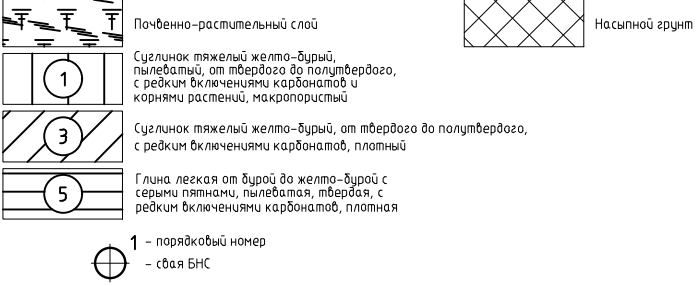 Почвенно-растительный слой
Насыпной грунт
1
Суглинок тяжелый желто-бурый,
пылеватый, от твердого до полутвердого,
с редким включениями карбонатов и
корнями растений, макропористый
3
Суглинок тяжелый желто-бурый, от твердого до полутвердого,
с редким включениями карбонатов, плотный
5
Глина легкая от бурой до желто-бурой с
серыми пятнами, пылеватая, твердая, с
редким включениями карбонатов, плотная
1 - порядковый номер
- свая БНС